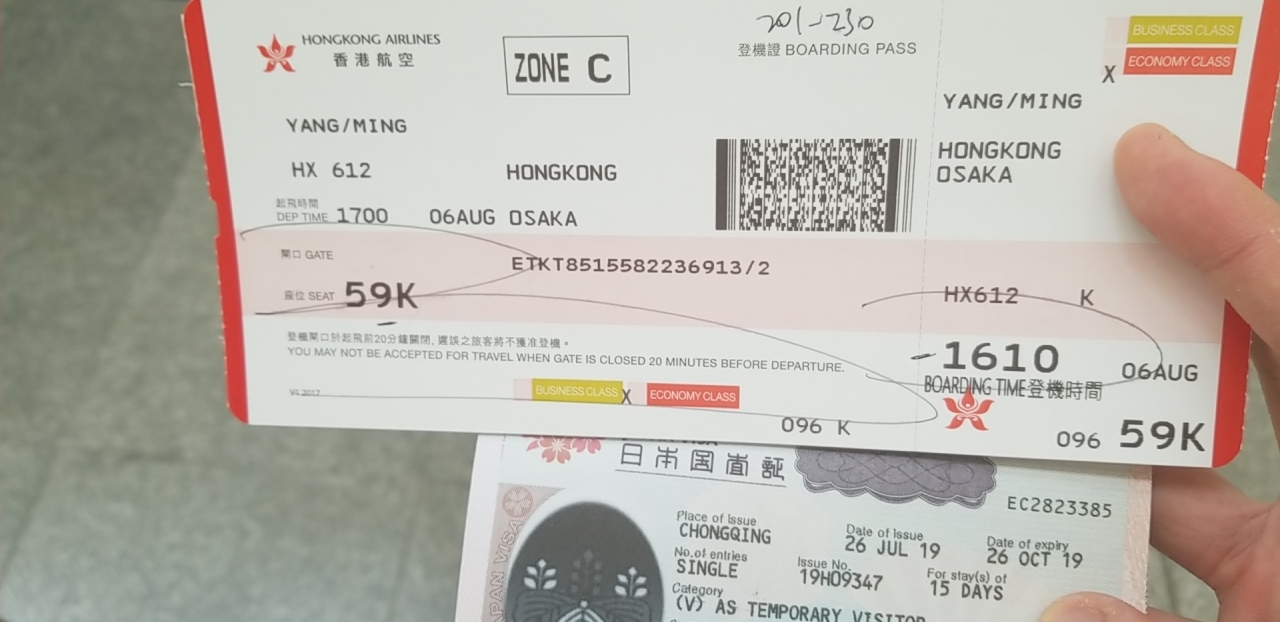 201-230
HONGKONG AIRLINES
香港航空
ZONE C
登機證 BOARDING PASS
BUSINESS CLASS
X ECONOMY CLASS
YANG/MING
YANG/MING
HX 612
HONGKONG
HONGKONG
OSAKA
起飛時間
DEP TIME 1700 06AUG OSAKA
閘口 GATE
ETKT8515582236913/2
座位 SEAT 59K
HX612 K
登機閘口於起飛前20分鐘關閉, 遲誤之旅客將不獲准登機。
YOU MAY NOT BE ACCEPTED FOR TRAVEL WHEN GATE IS CLOSED 20 MINUTES BEFORE DEPARTURE.
1610 06AUG
BOARDING TIME登機時間
V1.2017
BUSINESS CLASS X ECONOMY CLASS
096 K
096 59K
日本国査証
EC2823385
Place of issue
CHONGQING
Date of issue
26 JUL 19
Date of expiry
26 OCT 19
No.of entries
SINGLE
Issue No.
19H09347
For stay(s) of
15 DAYS
Category
(V) AS TEMPORARY VISITOR